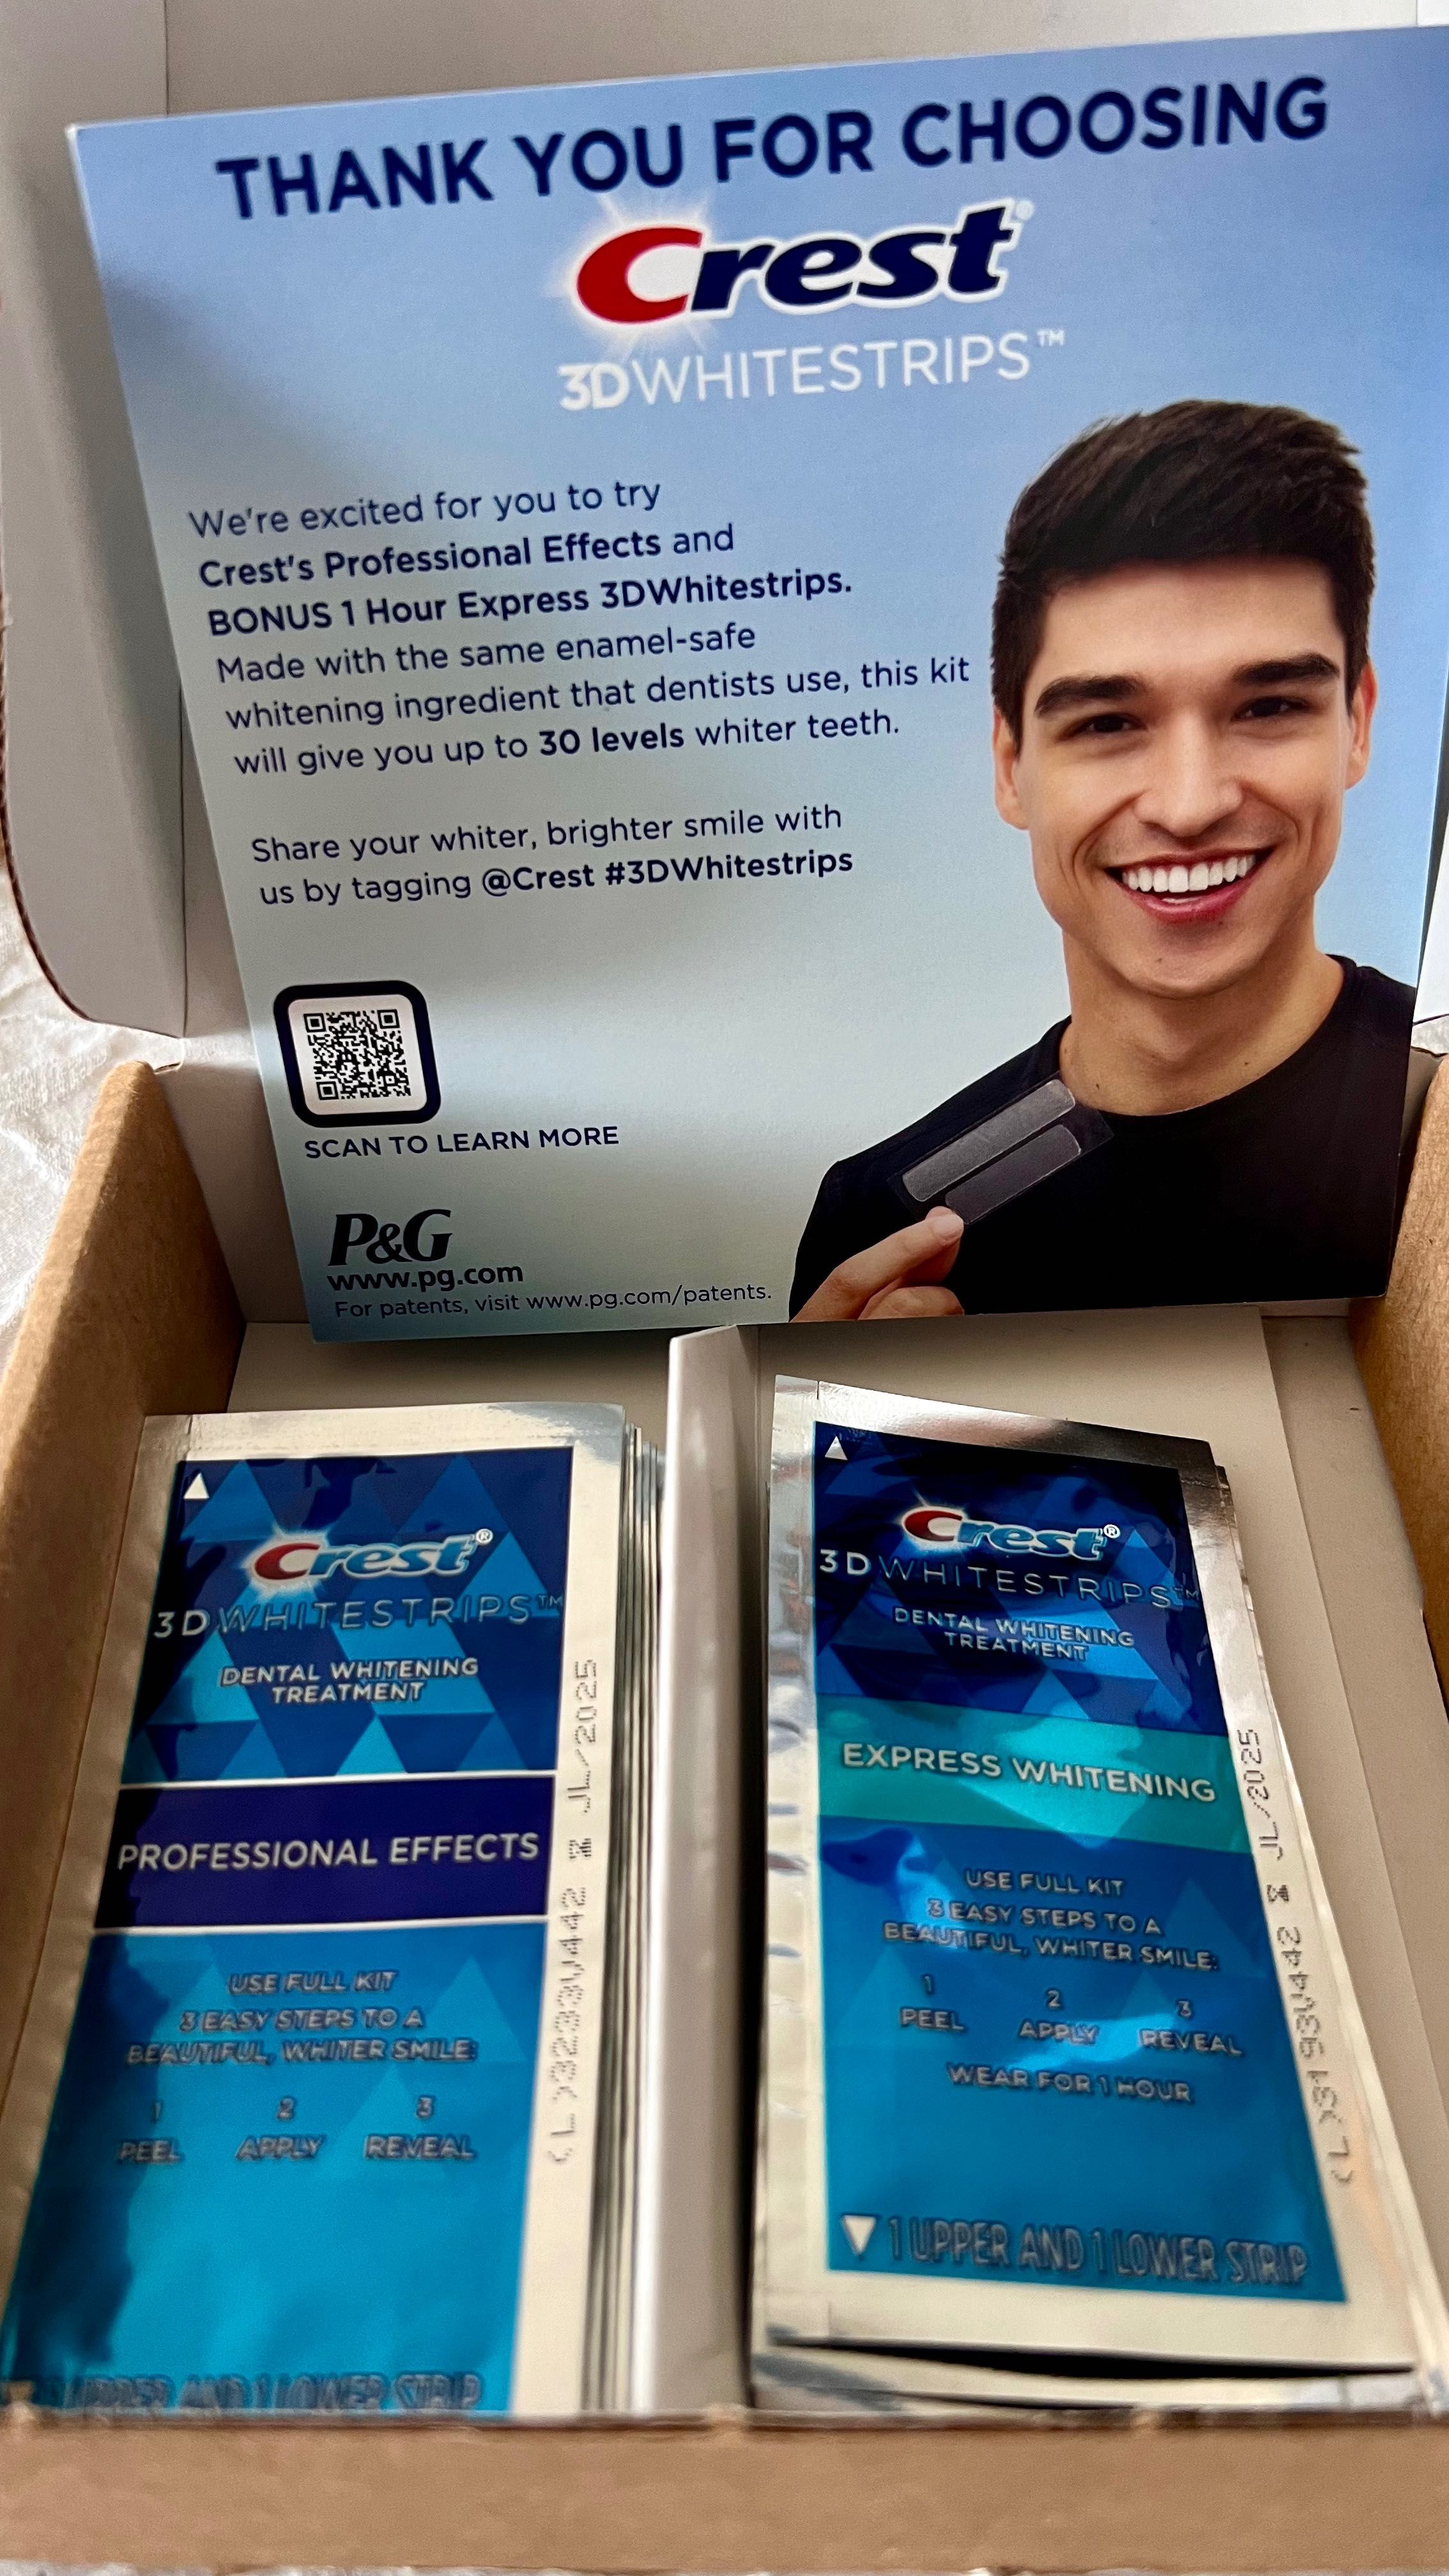 THANK YOU FOR CHOOSING
Crest®
3DWHITESTRIPS™
We're excited for you to try
Crest's Professional Effects and
BONUS 1 Hour Express 3DWhitestrips.
Made with the same enamel-safe
whitening ingredient that dentists use, this kit
will give you up to 30 levels whiter teeth.
Share your whiter, brighter smile with
us by tagging @Crest #3DWhitestrips
SCAN TO LEARN MORE
P&G
www.pg.com
For patents, visit www.pg.com/patents.
Crest®
3DWHITESTRIPS™
DENTAL WHITENING
TREATMENT
PROFESSIONAL EFFECTS
USE FULL KIT
3 EASY STEPS TO A
BEAUTIFUL, WHITER SMILE:
1 2 3
PEEL APPLY REVEAL
UPPER AND 1 LOWER STRIP
JL/2025
Crest®
3DWHITESTRIPS™
DENTAL WHITENING
TREATMENT
EXPRESS WHITENING
USE FULL KIT
3 EASY STEPS TO A
BEAUTIFUL, WHITER SMILE:
1 2 3
PEEL APPLY REVEAL
WEAR FOR 1 HOUR
1 UPPER AND 1 LOWER STRIP
JL/2025